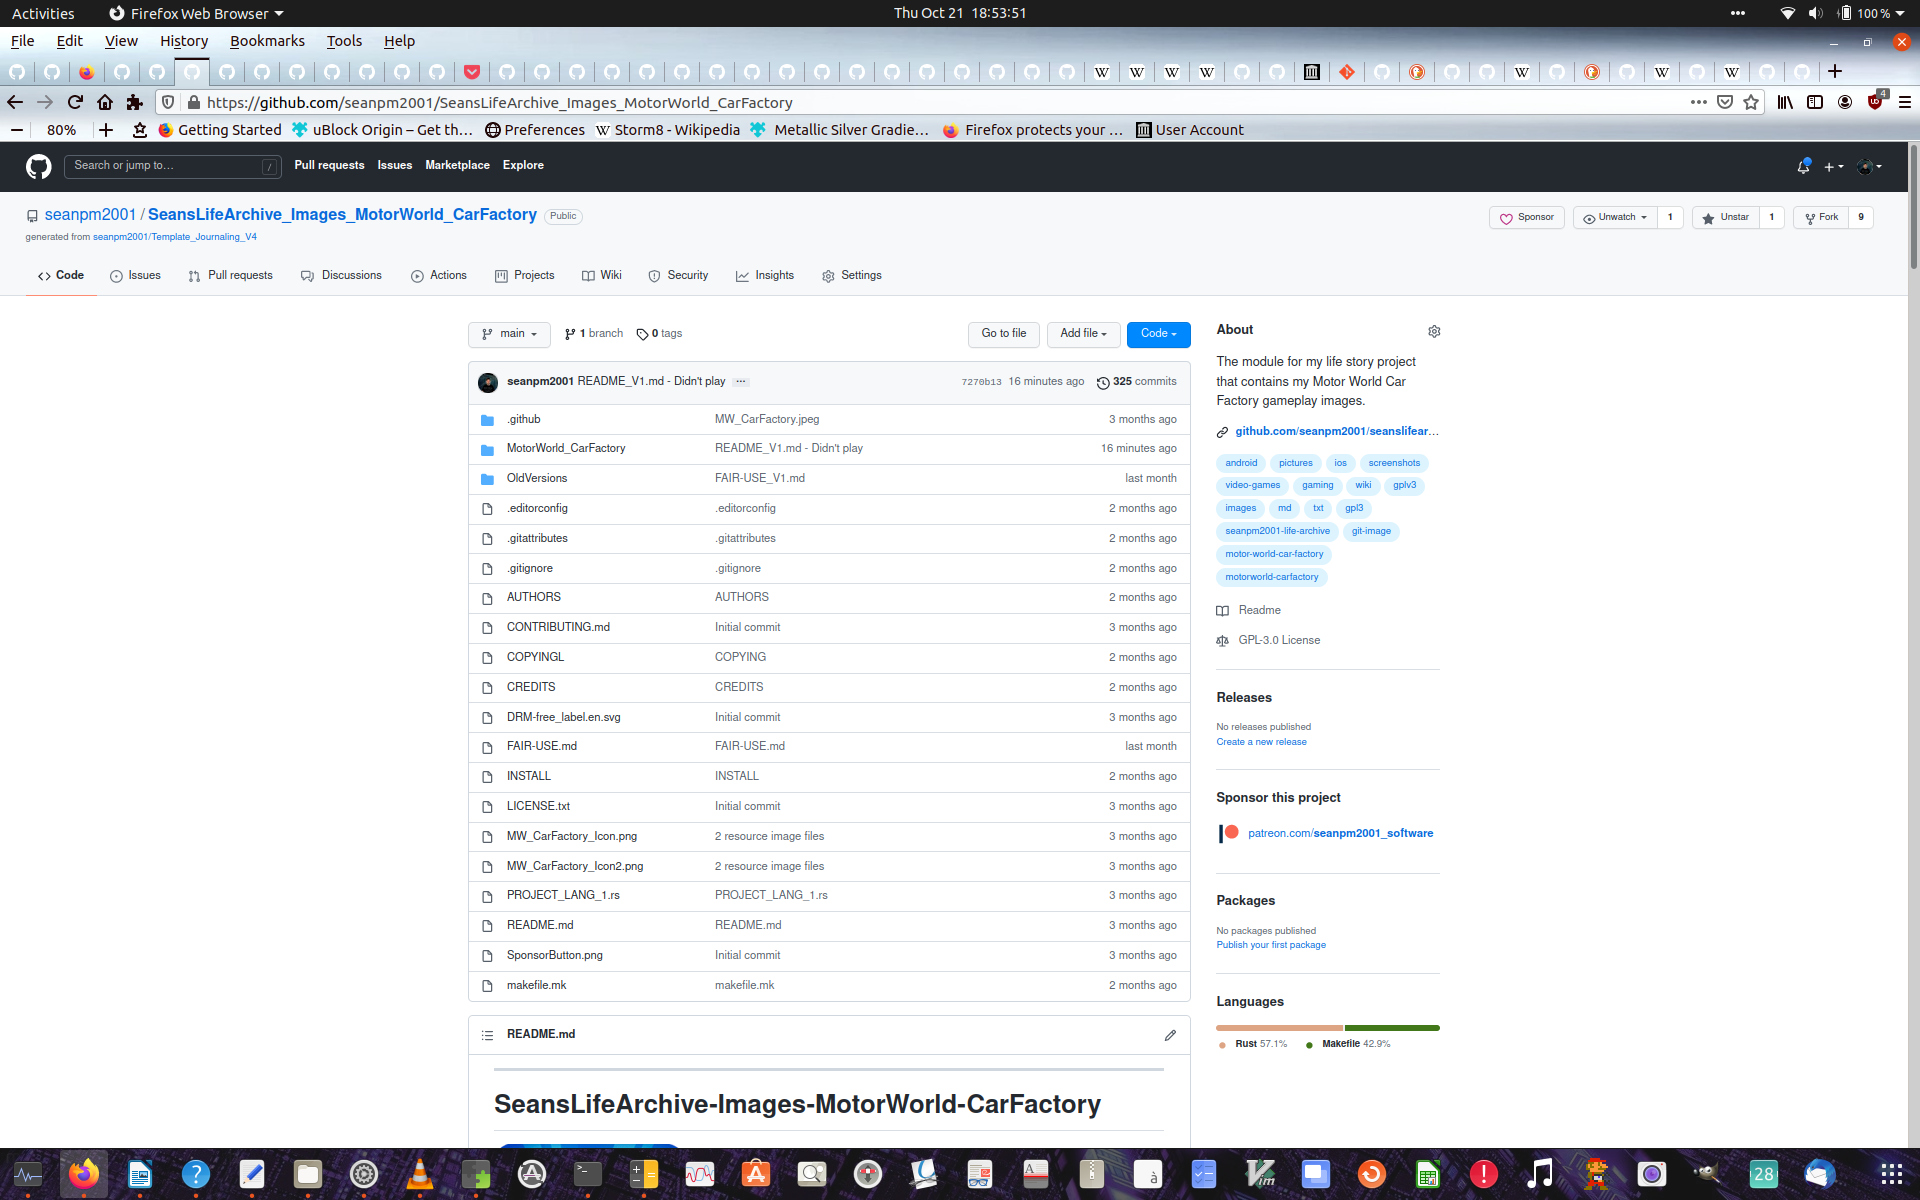 Activities Firefox Web Browser Thu Oct 21 18:53:51 100 %
File Edit View History Bookmarks Tools Help
https://github.com/seanpm2001/SeansLifeArchive_Images_MotorWorld_CarFactory 4
80% Getting Started uBlock Origin – Get th… Preferences Storm8 - Wikipedia Metallic Silver Gradie… Firefox protects your … User Account
Search or jump to… / Pull requests Issues Marketplace Explore
seanpm2001 / SeansLifeArchive_Images_MotorWorld_CarFactory Public Sponsor Unwatch 1 Unstar 1 Fork 9
generated from seanpm2001/Template_Journaling_V4
Code Issues Pull requests Discussions Actions Projects Wiki Security Insights Settings
main 1 branch 0 tags Go to file Add file Code
seanpm2001 README_V1.md - Didn't play ... 7270b13 16 minutes ago 325 commits
.github MW_CarFactory.jpeg 3 months ago
MotorWorld_CarFactory README_V1.md - Didn't play 16 minutes ago
OldVersions FAIR-USE_V1.md last month
.editorconfig .editorconfig 2 months ago
.gitattributes .gitattributes 2 months ago
.gitignore .gitignore 2 months ago
AUTHORS AUTHORS 2 months ago
CONTRIBUTING.md Initial commit 3 months ago
COPYINGL COPYING 2 months ago
CREDITS CREDITS 2 months ago
DRM-free_label.en.svg Initial commit 3 months ago
FAIR-USE.md FAIR-USE.md last month
INSTALL INSTALL 2 months ago
LICENSE.txt Initial commit 3 months ago
MW_CarFactory_Icon.png 2 resource image files 3 months ago
MW_CarFactory_Icon2.png 2 resource image files 3 months ago
PROJECT_LANG_1.rs PROJECT_LANG_1.rs 3 months ago
README.md README.md 3 months ago
SponsorButton.png Initial commit 3 months ago
makefile.mk makefile.mk 2 months ago
README.md
SeansLifeArchive-Images-MotorWorld-CarFactory
About
The module for my life story project
that contains my Motor World Car
Factory gameplay images.
github.com/seanpm2001/seanslifear…
android pictures ios screenshots
video-games gaming wiki gplv3
images md txt gpl3
seanpm2001-life-archive git-image
motor-world-car-factory
motorworld-carfactory
Readme
GPL-3.0 License
Releases
No releases published
Create a new release
Sponsor this project
patreon.com/seanpm2001_software
Packages
No packages published
Publish your first package
Languages
Rust 57.1% Makefile 42.9%
28